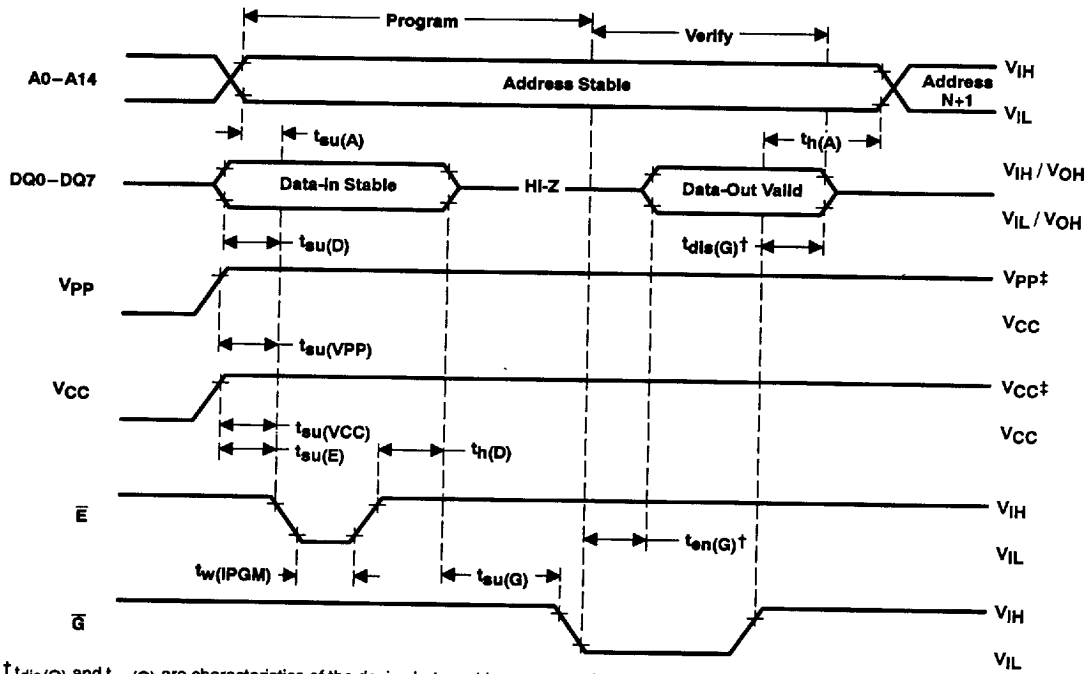 Program
Verify
A0–A14
Address Stable
Address
N+1
VIH
VIL
tsu(A)
th(A)
DQ0–DQ7
Data-In Stable
HI-Z
Data-Out Valid
VIH / VOH
VIL / VOH
tsu(D)
tdis(G)†
VPP
VPP‡
VCC
tsu(VPP)
VCC
VCC‡
VCC
tsu(VCC)
tsu(E)
th(D)
E
VIH
VIL
ten(G)†
tw(IPGM)
tsu(G)
G
VIH
VIL